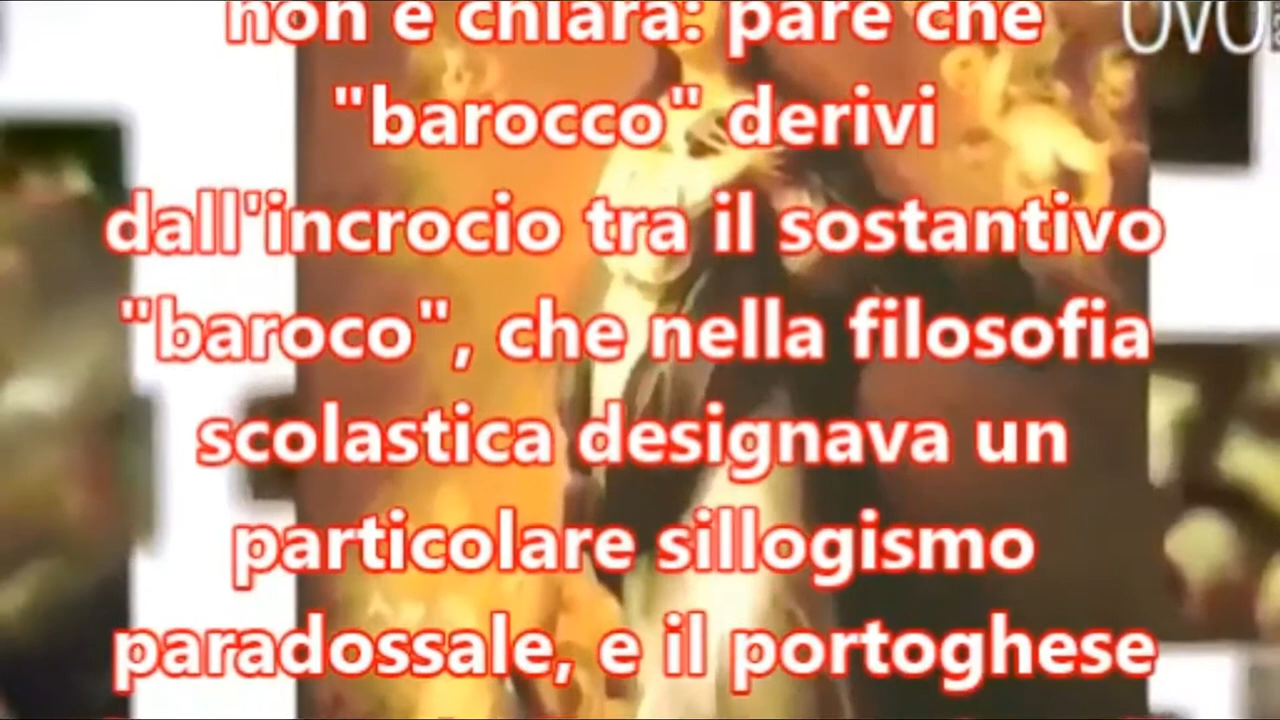 OVO
non è chiara: pare che
"barocco" derivi
dall'incrocio tra il sostantivo
"baroco", che nella filosofia
scolastica designava un
particolare sillogismo
paradossale, e il portoghese